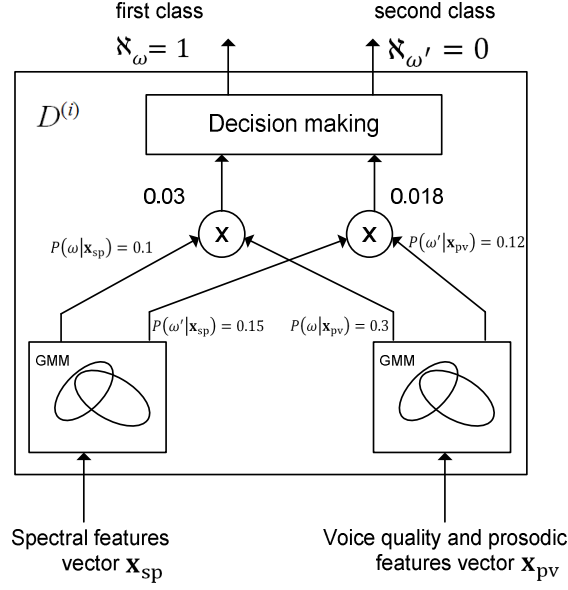 first class
second class
ℵ_ω = 1
ℵ_ω′ = 0
D^(i)
Decision making
0.03
0.018
P(ω|x_sp) = 0.1
X
X
P(ω′|x_pv) = 0.12
P(ω′|x_sp) = 0.15
P(ω|x_pv) = 0.3
GMM
GMM
Spectral features
vector x_sp
Voice quality and prosodic
features vector x_pv